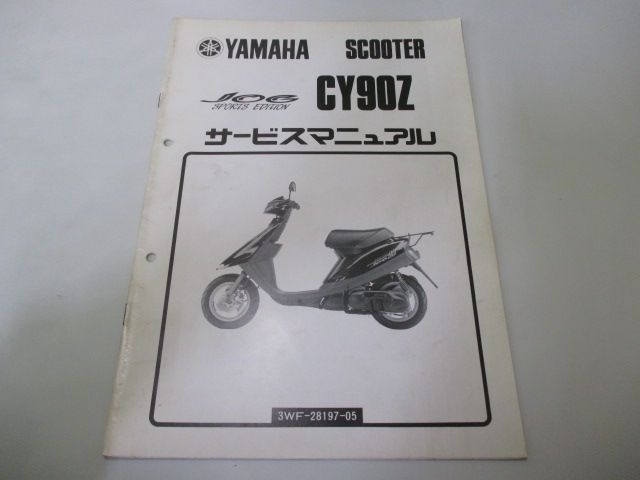 YAMAHA SCOOTER
JOG CY90Z
SPORTS EDITION
サービスマニュアル
3WF-28197-05